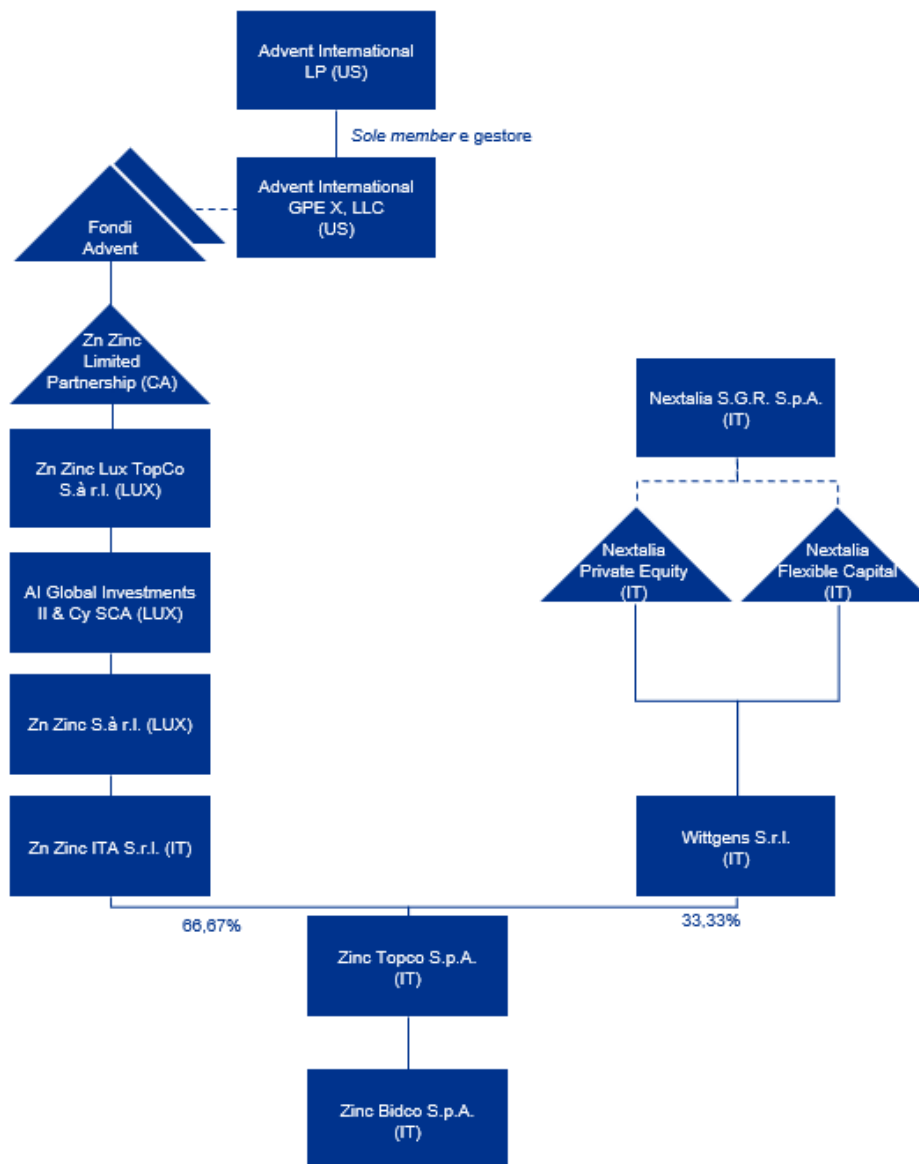 Advent International
LP (US)
Sole member e gestore
Advent International
GPE X, LLC
(US)
Fondi
Advent
Zn Zinc
Limited
Partnership (CA)
Zn Zinc Lux TopCo
S.à r.l. (LUX)
AI Global Investments
II & Cy SCA (LUX)
Zn Zinc S.à r.l. (LUX)
Zn Zinc ITA S.r.l. (IT)
Nextalia S.G.R. S.p.A.
(IT)
Nextalia
Private Equity
(IT)
Nextalia
Flexible Capital
(IT)
Wittgens S.r.l.
(IT)
66,67%
33,33%
Zinc Topco S.p.A.
(IT)
Zinc Bidco S.p.A.
(IT)